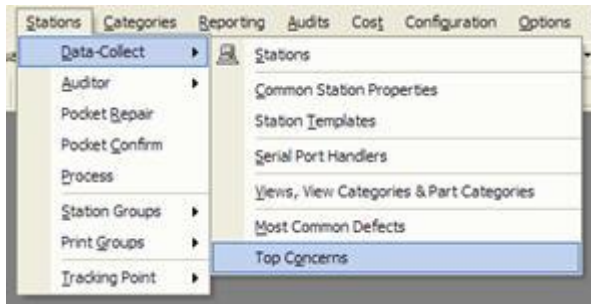 Stations Categories Reporting Audits Cost Configuration Options
Data-Collect
Auditor
Pocket Repair
Pocket Confirm
Process
Station Groups
Print Groups
Tracking Point
Stations
Common Station Properties
Station Templates
Serial Port Handlers
Views, View Categories & Part Categories
Most Common Defects
Top Concerns